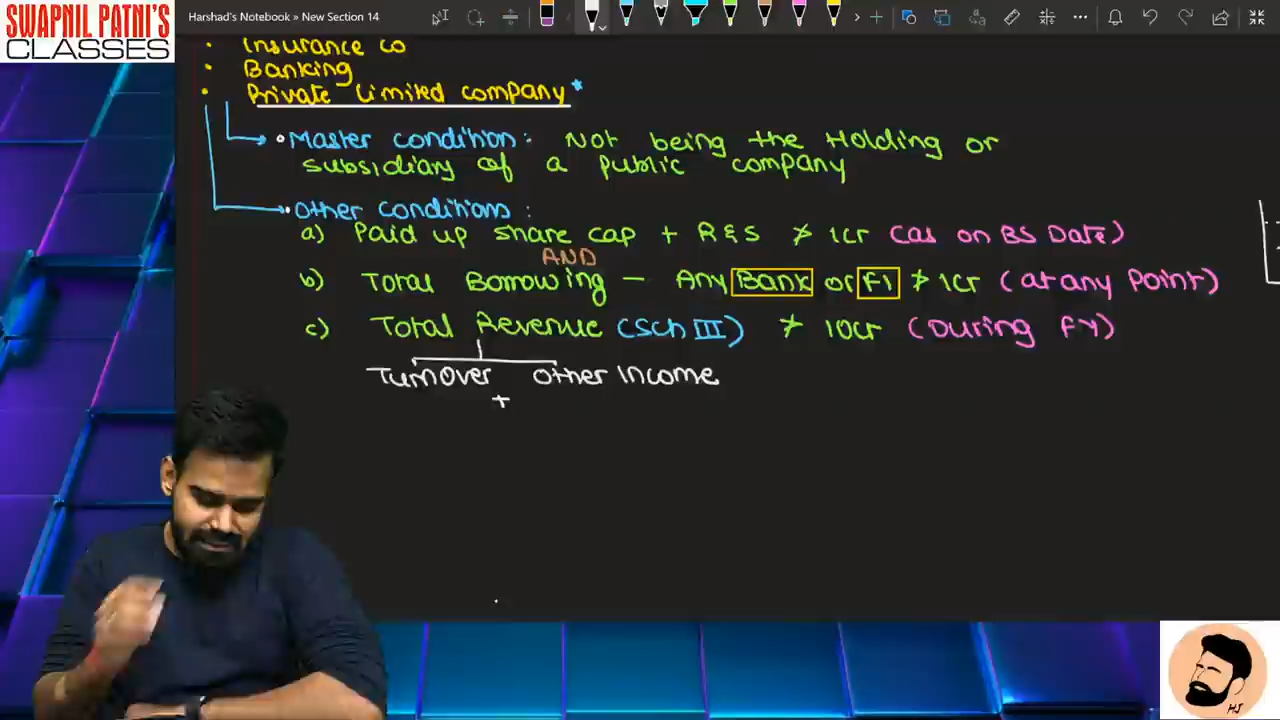 SWAPNIL PATNI'S
CLASSES
Harshad's Notebook » New Section 14
• Insurance co
• Banking
• Private Limited company*
• Master condition: Not being the Holding or
subsidiary of a public company
• Other conditions :
a) Paid up share cap + R & S ≯ 1cr (as on BS Date)
AND
b) Total Borrowing – Any Bank or FI ≯ 1cr (at any Point)
c) Total Revenue (Sch III) ≯ 10cr (During FY)
Turnover other Income
+
HJ